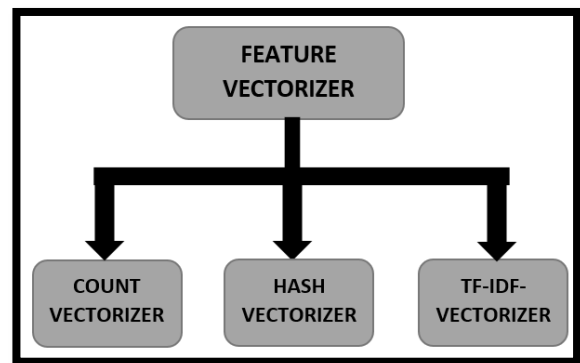 FEATURE
VECTORIZER
COUNT
VECTORIZER
HASH
VECTORIZER
TF-IDF-
VECTORIZER